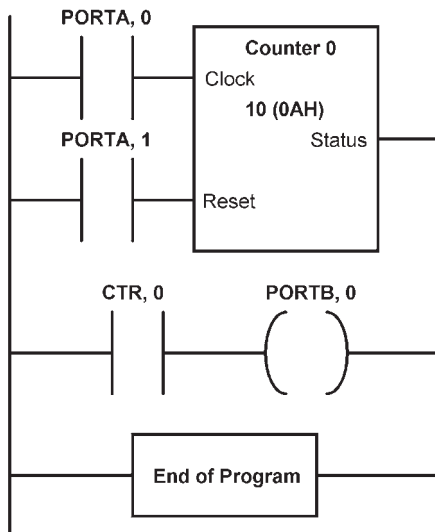 PORTA, 0
Counter 0
Clock
10 (0AH)
PORTA, 1
Status
Reset
CTR, 0
PORTB, 0
End of Program